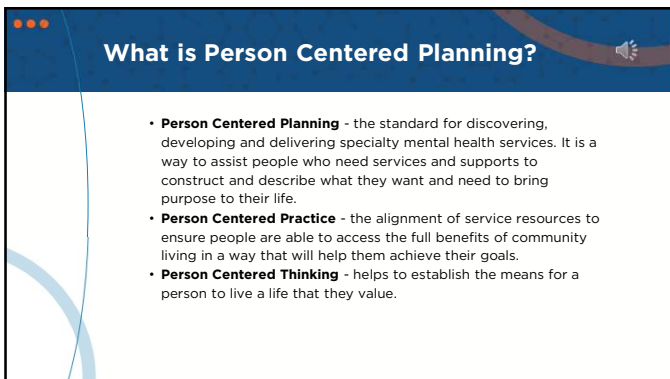 What is Person Centered Planning?
• Person Centered Planning - the standard for discovering,
developing and delivering specialty mental health services. It is a
way to assist people who need services and supports to
construct and describe what they want and need to bring
purpose to their life.
• Person Centered Practice - the alignment of service resources to
ensure people are able to access the full benefits of community
living in a way that will help them achieve their goals.
• Person Centered Thinking - helps to establish the means for a
person to live a life that they value.